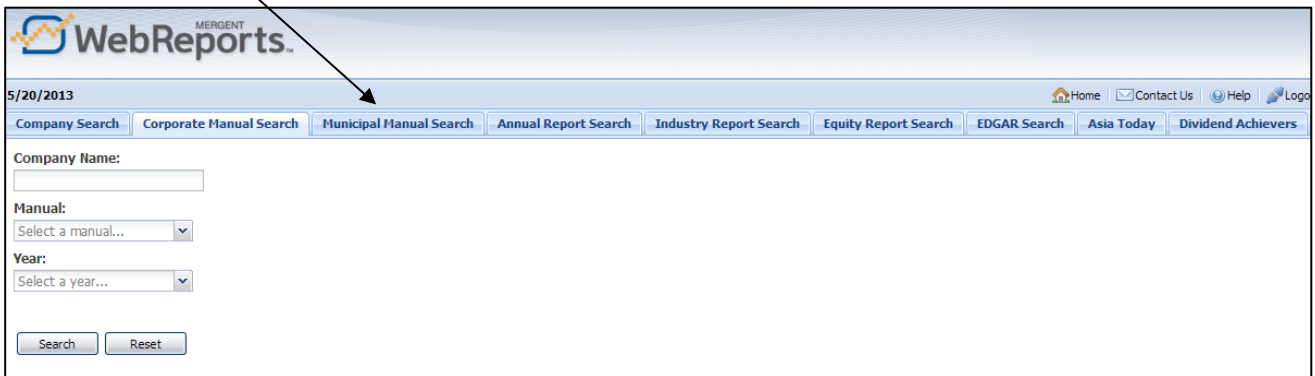 MERGENT
WebReports™
5/20/2013 Home Contact Us Help Logo
Company Search Corporate Manual Search Municipal Manual Search Annual Report Search Industry Report Search Equity Report Search EDGAR Search Asia Today Dividend Achievers
Company Name:
Manual:
Select a manual...
Year:
Select a year...
Search Reset